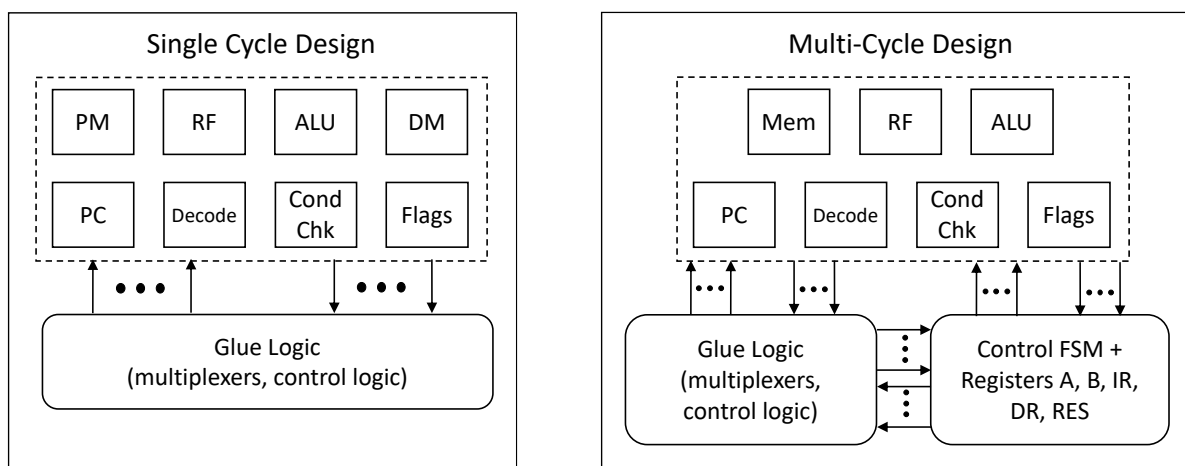 Single Cycle Design
PM
RF
ALU
DM
PC
Decode
Cond
Chk
Flags
Glue Logic
(multiplexers, control logic)
Multi-Cycle Design
Mem
RF
ALU
PC
Decode
Cond
Chk
Flags
Glue Logic
(multiplexers,
control logic)
Control FSM +
Registers A, B, IR,
DR, RES